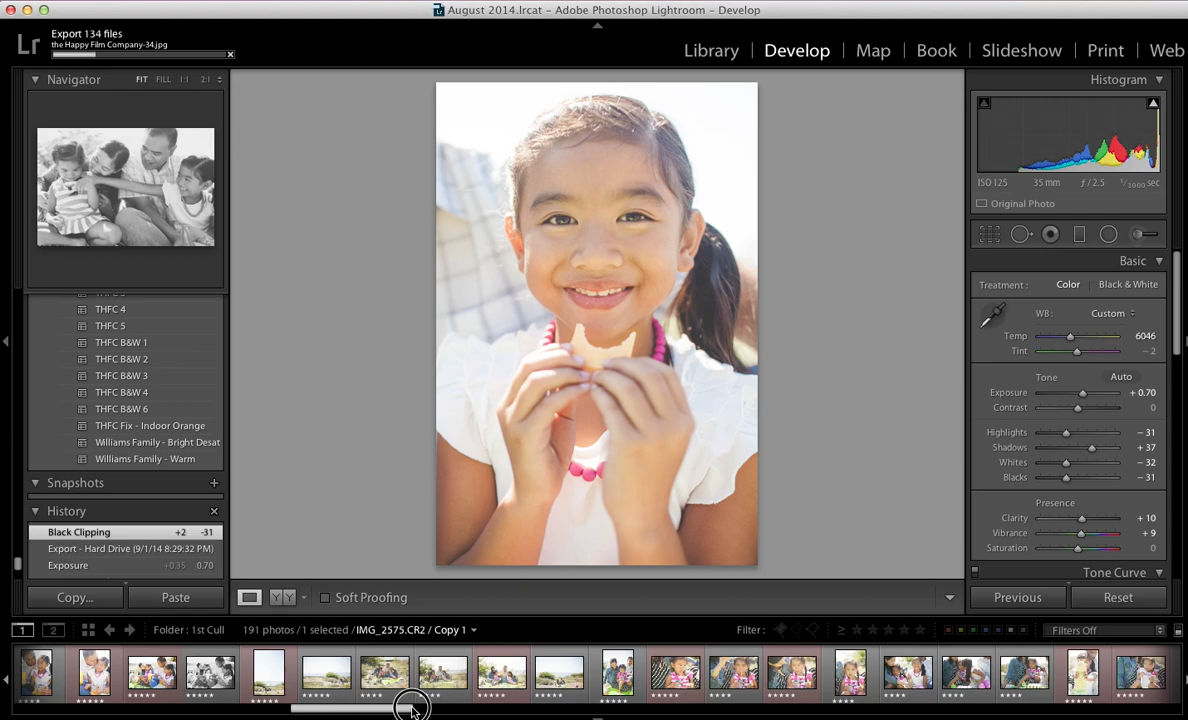 August 2014.lrcat – Adobe Photoshop Lightroom – Develop
Lr
Export 134 files
the Happy Film Company-34.jpg
Library | Develop | Map | Book | Slideshow | Print | Web
Navigator FIT FILL 1:1 2:1
THFC 4
THFC 5
THFC B&W 1
THFC B&W 2
THFC B&W 3
THFC B&W 4
THFC B&W 6
THFC Fix - Indoor Orange
Williams Family - Bright Desat
Williams Family - Warm
Snapshots +
History
Black Clipping +2 -31
Export - Hard Drive (9/1/14 8:29:32 PM)
Exposure +0.35 0.70
Copy... Paste
YY Soft Proofing
Histogram
ISO 125 35 mm ƒ / 2.5 1/1000 sec
Original Photo
Basic
Treatment : Color | Black & White
WB : Custom
Temp 6046
Tint – 2
Tone Auto
Exposure + 0.70
Contrast 0
Highlights – 31
Shadows + 37
Whites – 32
Blacks – 31
Presence
Clarity + 10
Vibrance + 9
Saturation 0
Tone Curve
Previous Reset
1 2 Folder : 1st Cull 191 photos / 1 selected / IMG_2575.CR2 / Copy 1 Filter : ≥ Filters Off